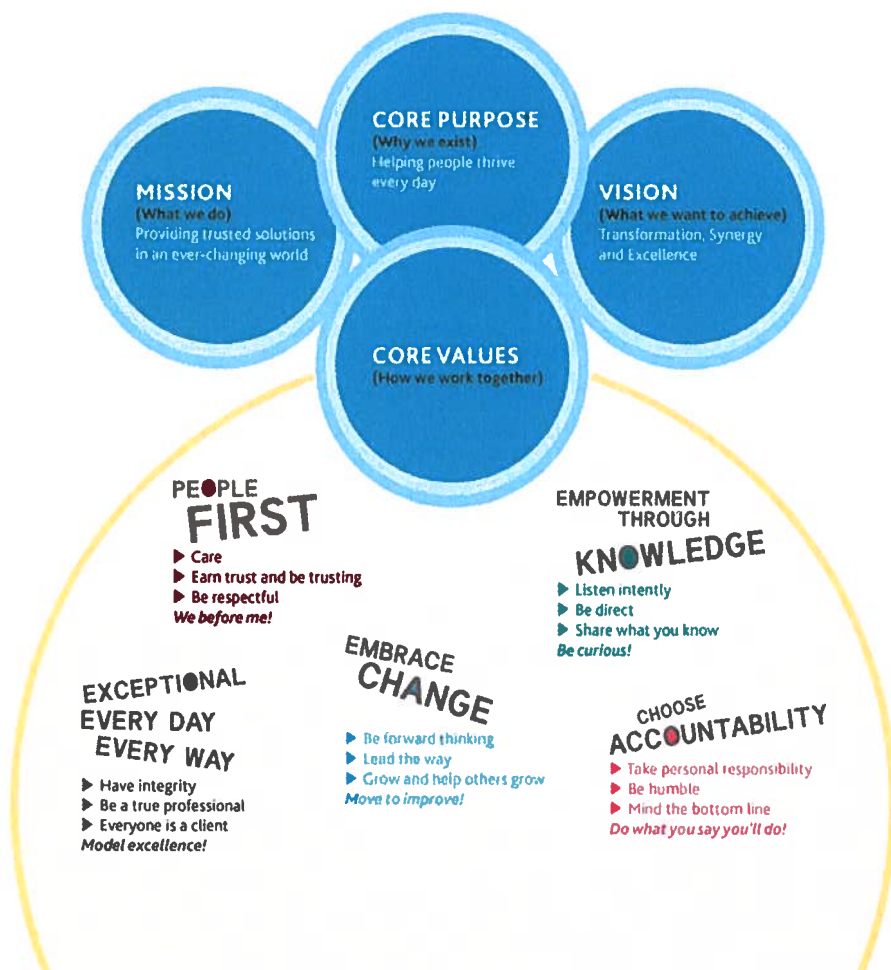 CORE PURPOSE
(Why we exist)
Helping people thrive
every day
MISSION
(What we do)
Providing trusted solutions
in an ever-changing world
VISION
(What we want to achieve)
Transformation, Synergy
and Excellence
CORE VALUES
(How we work together)
PEOPLE
FIRST
▶ Care
▶ Earn trust and be trusting
▶ Be respectful
We before me!
EMPOWERMENT
THROUGH
KNOWLEDGE
▶ Listen intently
▶ Be direct
▶ Share what you know
Be curious!
EXCEPTIONAL
EVERY DAY
EVERY WAY
▶ Have integrity
▶ Be a true professional
▶ Everyone is a client
Model excellence!
EMBRACE
CHANGE
▶ Be forward thinking
▶ Lead the way
▶ Grow and help others grow
Move to improve!
CHOOSE
ACCOUNTABILITY
▶ Take personal responsibility
▶ Be humble
▶ Mind the bottom line
Do what you say you'll do!